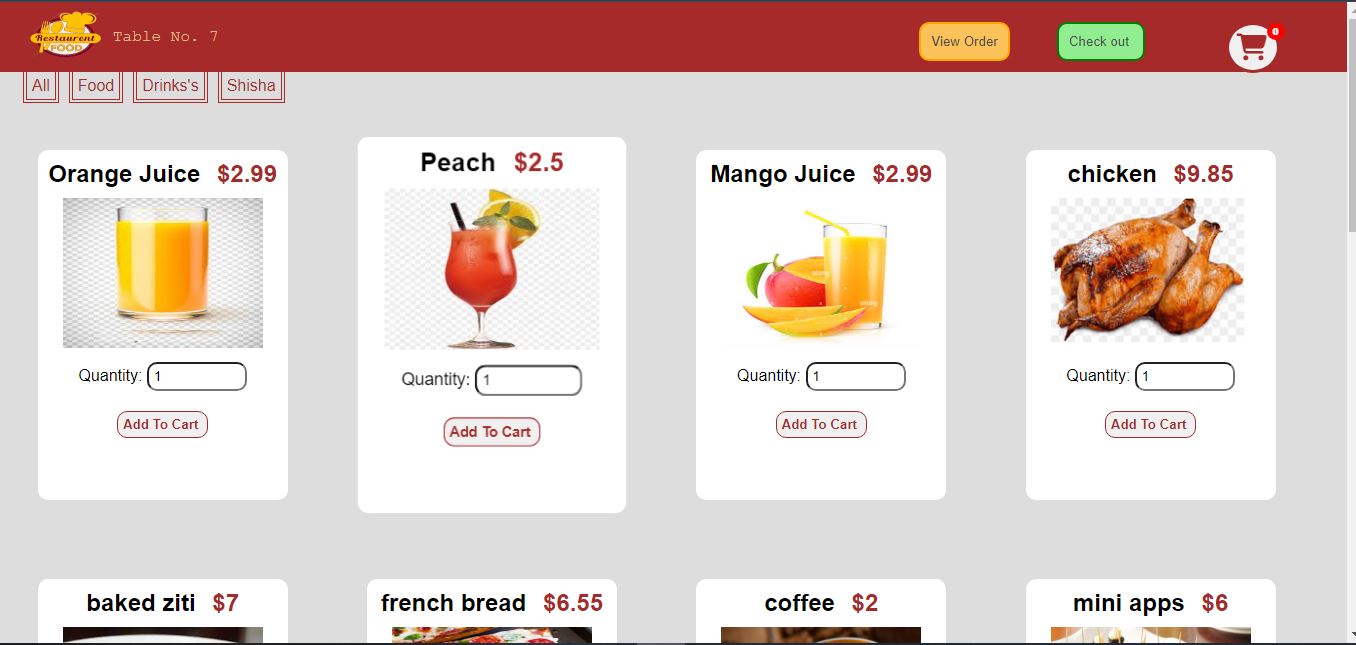 Restaurent
FOOD
Table No. 7
View Order
Check out
0
All
Food
Drinks's
Shisha
Orange Juice $2.99
Peach $2.5
Mango Juice $2.99
chicken $9.85
Quantity: 1
Quantity: 1
Quantity: 1
Quantity: 1
Add To Cart
Add To Cart
Add To Cart
Add To Cart
baked ziti $7
french bread $6.55
coffee $2
mini apps $6